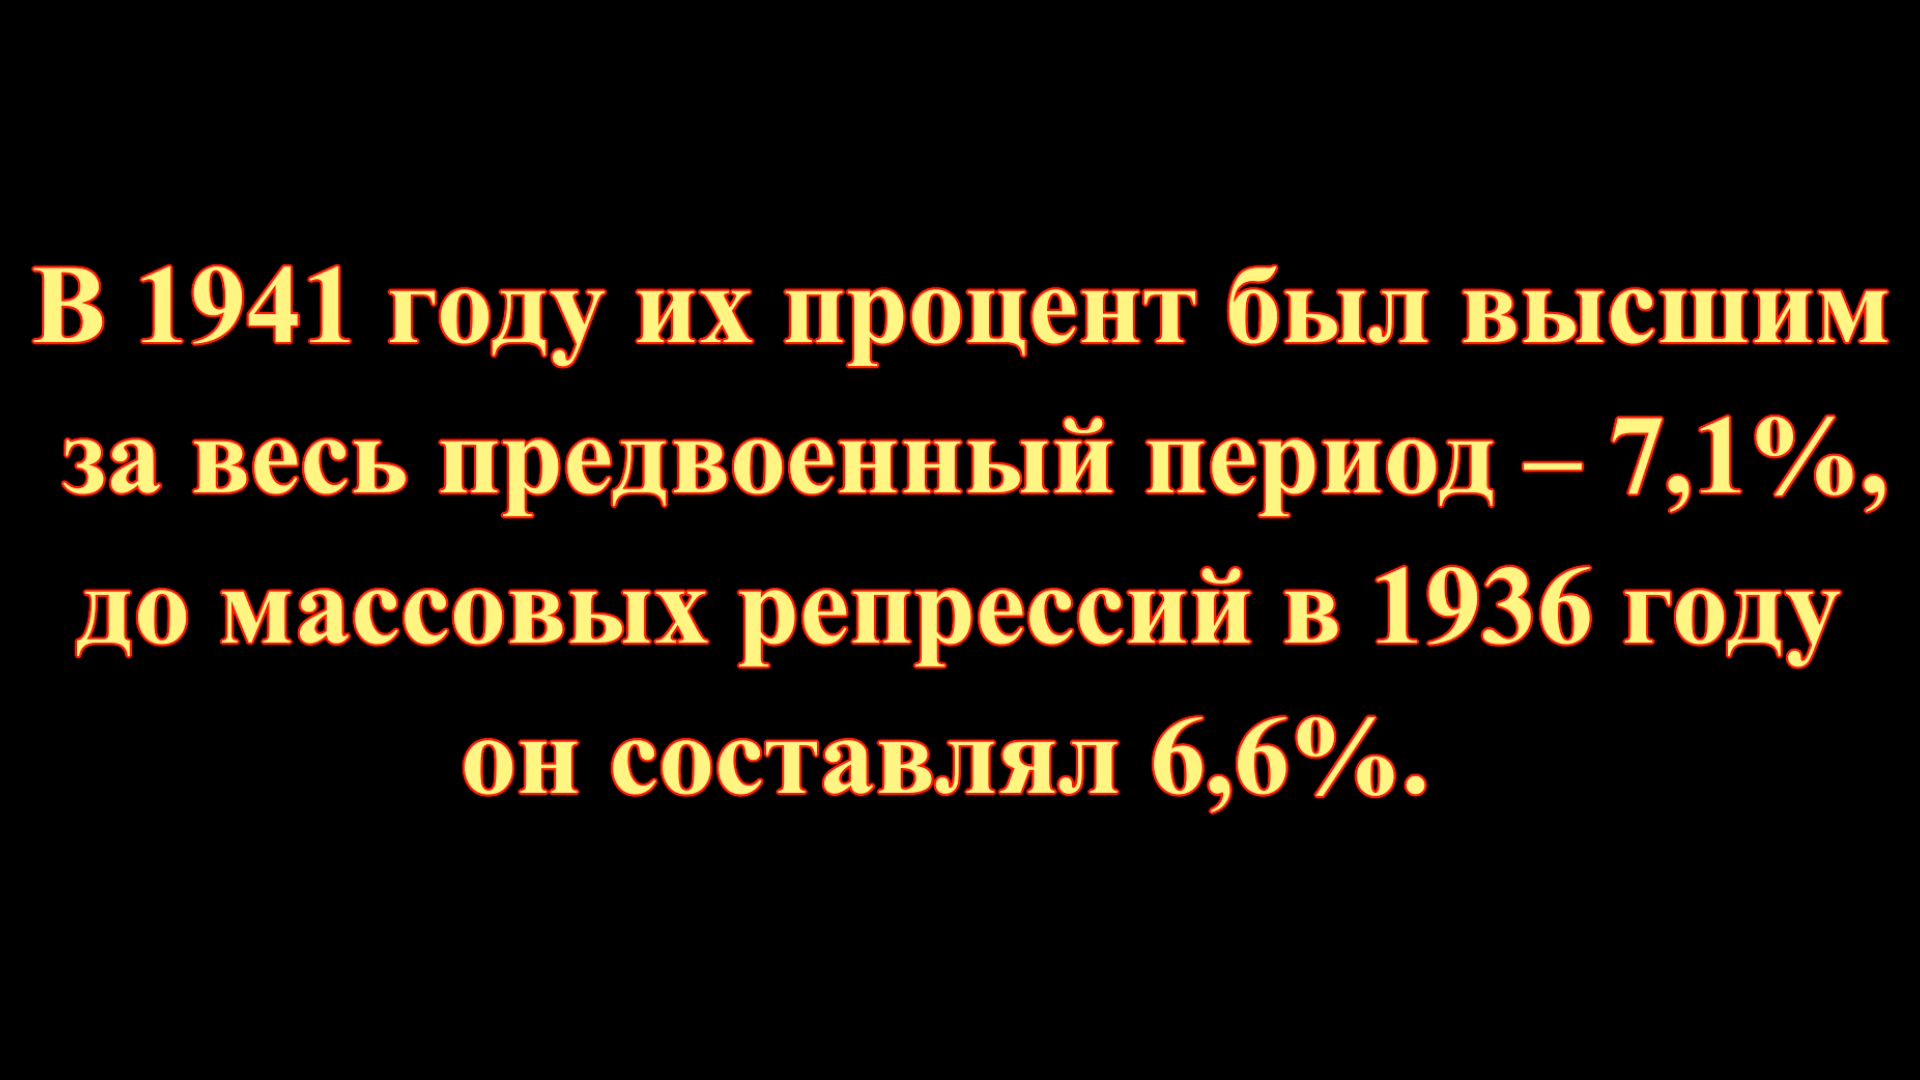 В 1941 году их процент был высшим
за весь предвоенный период – 7,1%,
до массовых репрессий в 1936 году
он составлял 6,6%.